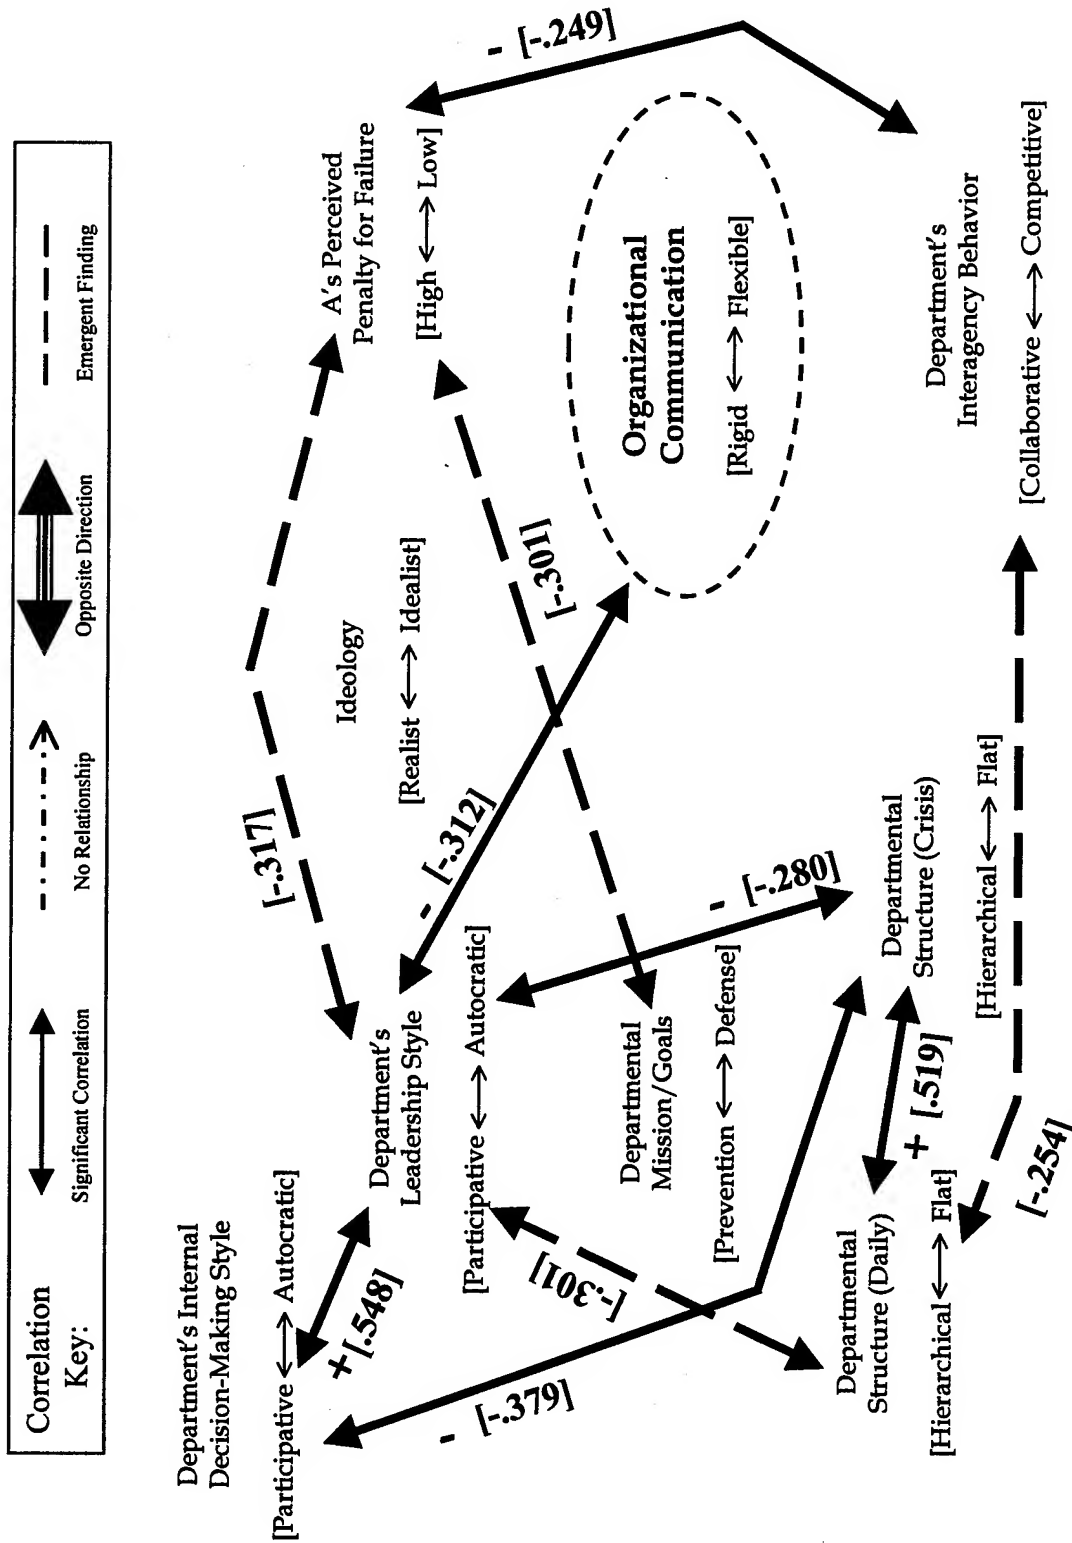 Correlation
Key:
Significant Correlation
No Relationship
Opposite Direction
Emergent Finding
Department's Internal
Decision-Making Style
[Participative ⟷ Autocratic]
+ [.548]
Department's
Leadership Style
[Participative ⟷ Autocratic]
[-.317]
A's Perceived
Penalty for Failure
[High ⟷ Low]
- [-.249]
Ideology
[Realist ⟷ Idealist]
- [-.312]
[-.301]
Organizational
Communication
[Rigid ⟷ Flexible]
Departmental
Mission/Goals
[Prevention ⟷ Defense]
[-.301]
- [-.379]
- [-.280]
Departmental
Structure (Daily)
[Hierarchical ⟷ Flat]
+ [.519]
Departmental
Structure (Crisis)
[Hierarchical ⟷ Flat]
[-.254]
Department's
Interagency Behavior
[Collaborative ⟷ Competitive]